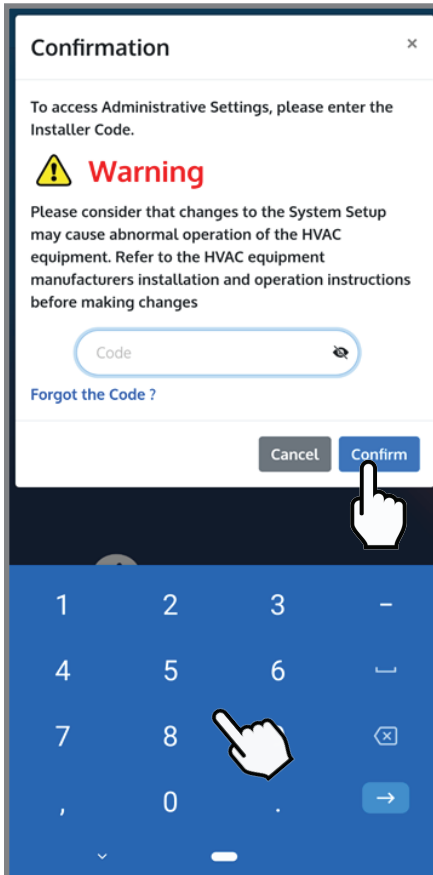 Confirmation ×
To access Administrative Settings, please enter the
Installer Code.
Warning
Please consider that changes to the System Setup
may cause abnormal operation of the HVAC
equipment. Refer to the HVAC equipment
manufacturers installation and operation instructions
before making changes
Code
Forgot the Code ?
Cancel Confirm
1 2 3 -
4 5 6
7 8
, 0 .